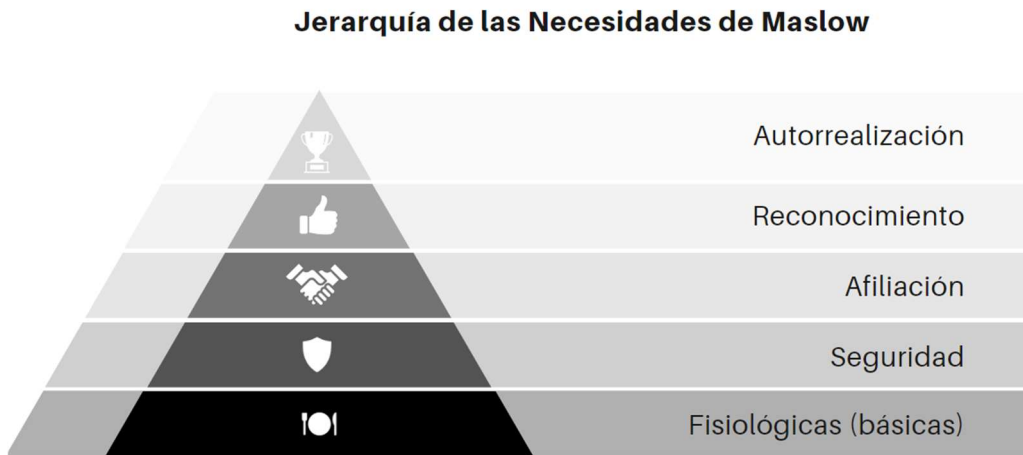 Jerarquía de las Necesidades de Maslow
Autorrealización
Reconocimiento
Afiliación
Seguridad
Fisiológicas (básicas)